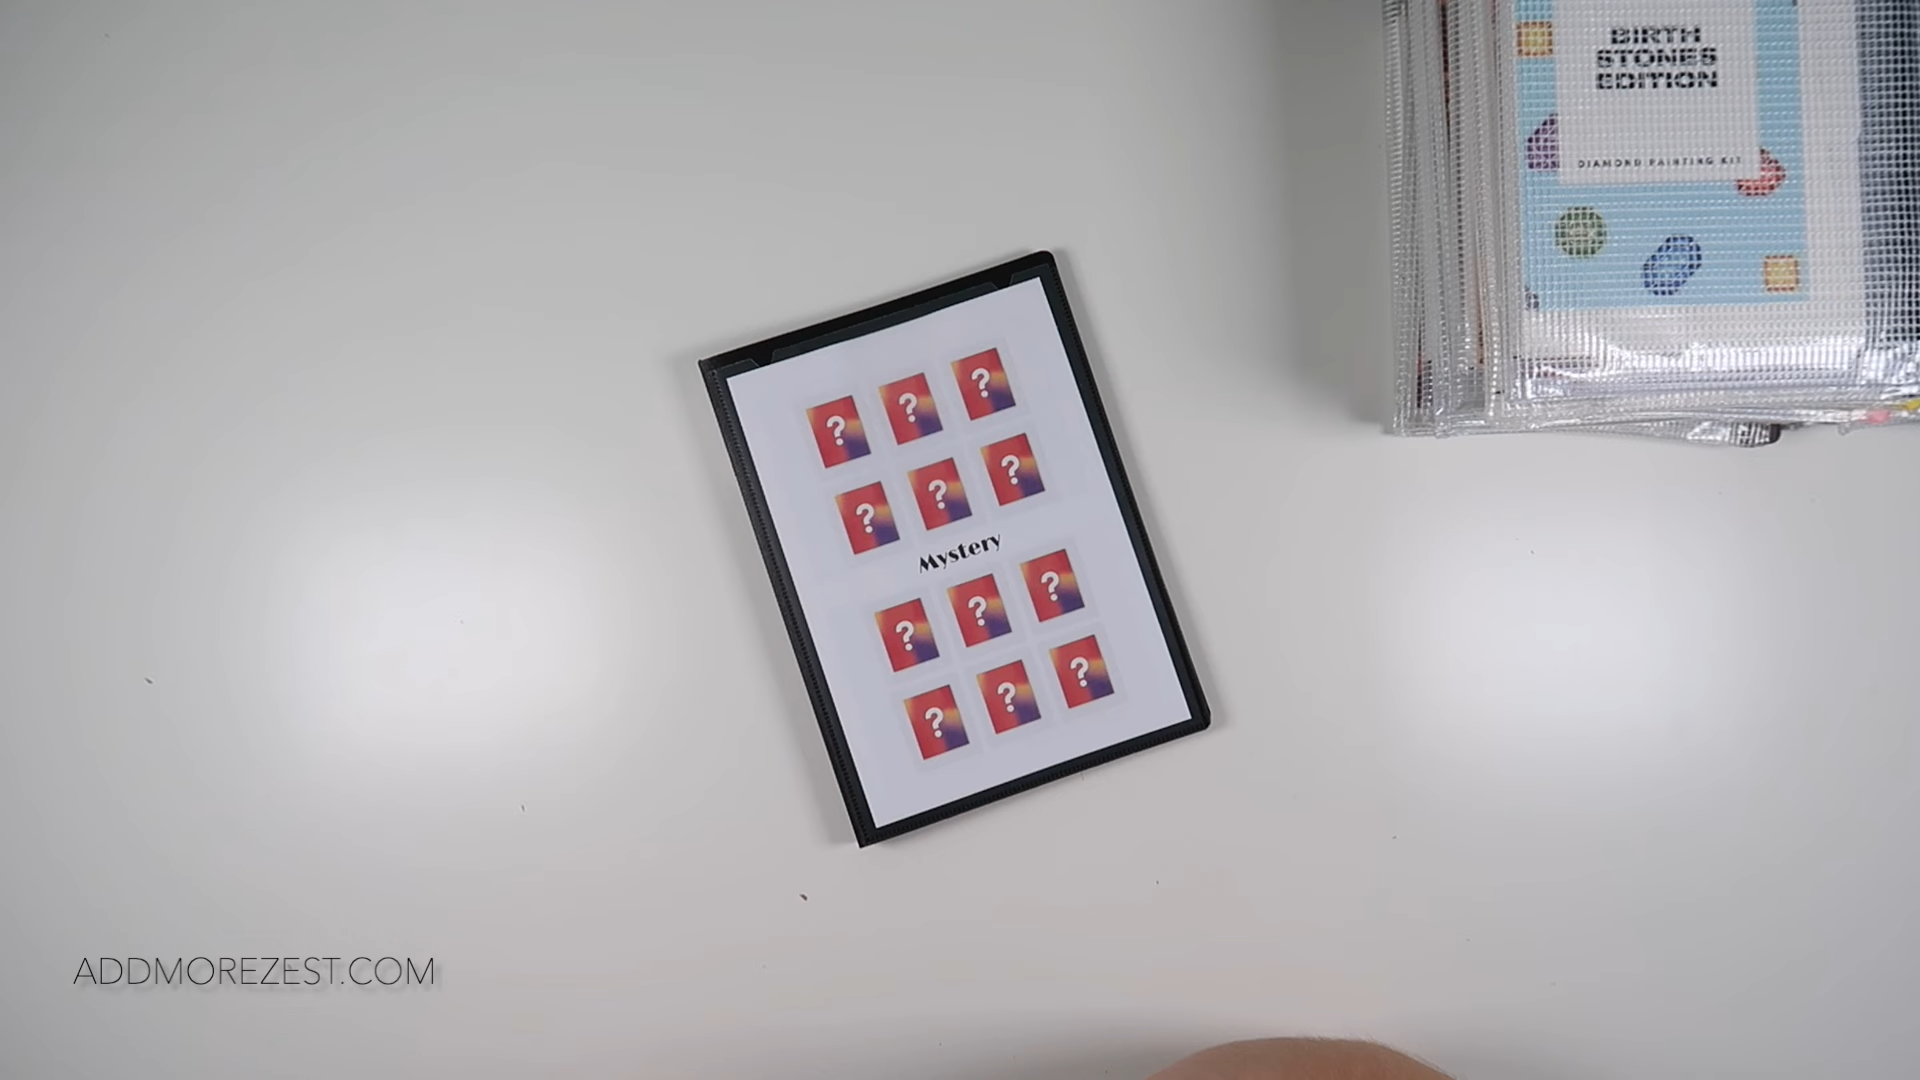 BIRTH
STONES
EDITION
DIAMOND PAINTING KIT
? ? ?
? ? ?
Mystery
? ? ?
? ? ?
ADDMOREZEST.COM